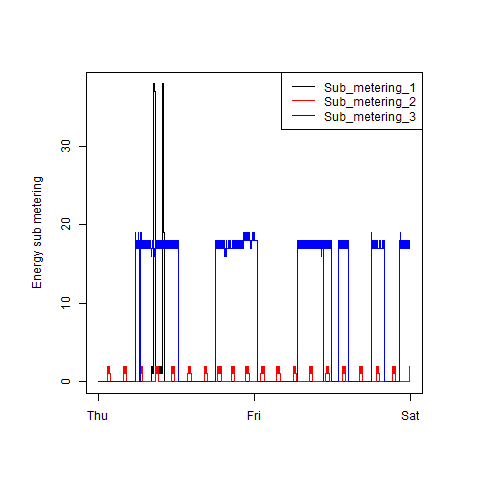 Sub_metering_1
Sub_metering_2
Sub_metering_3
Energy sub metering
30
20
10
0
Thu Fri Sat